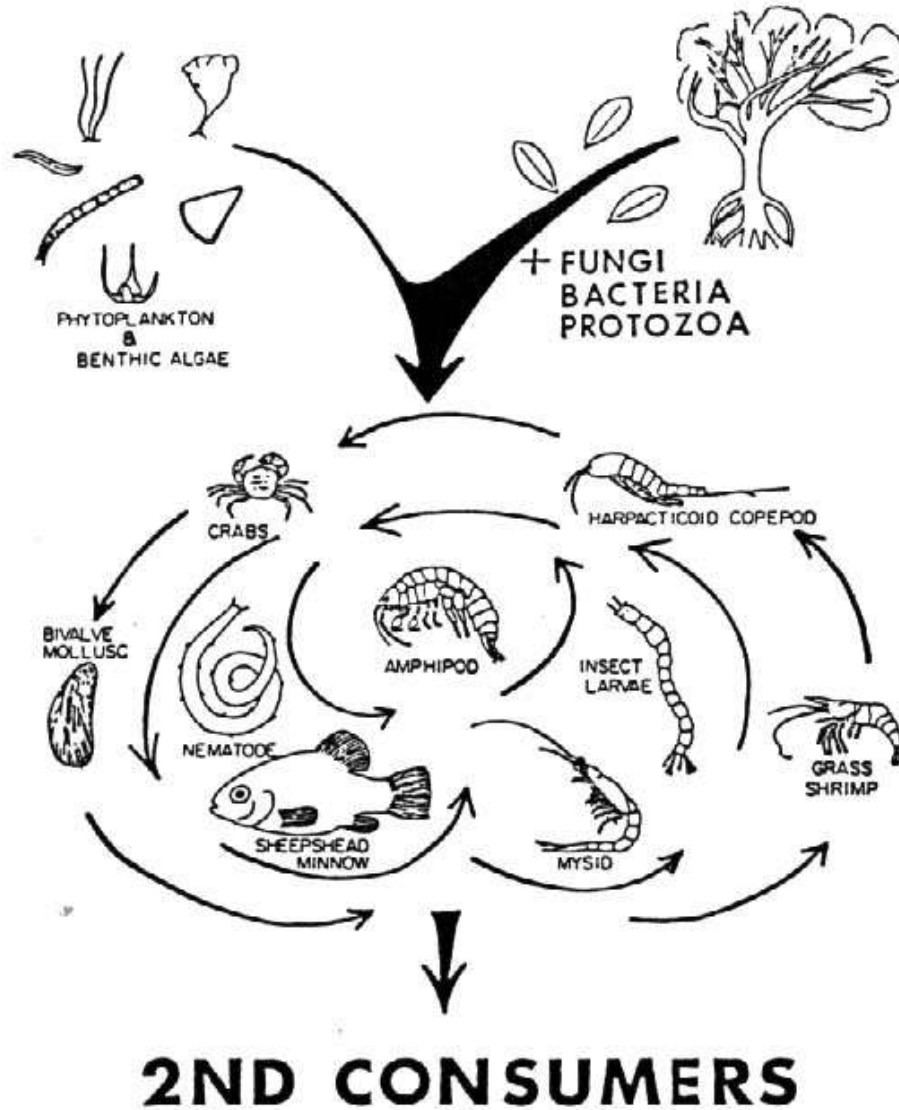 + FUNGI
BACTERIA
PROTOZOA
PHYTOPLANKTON
&
BENTHIC ALGAE
CRABS
HARPACTICOID COPEPOD
BIVALVE
MOLLUSC
AMPHIPOD
INSECT
LARVAE
NEMATODE
GRASS
SHRIMP
SHEEPSHEAD
MINNOW
MYSID
2ND CONSUMERS